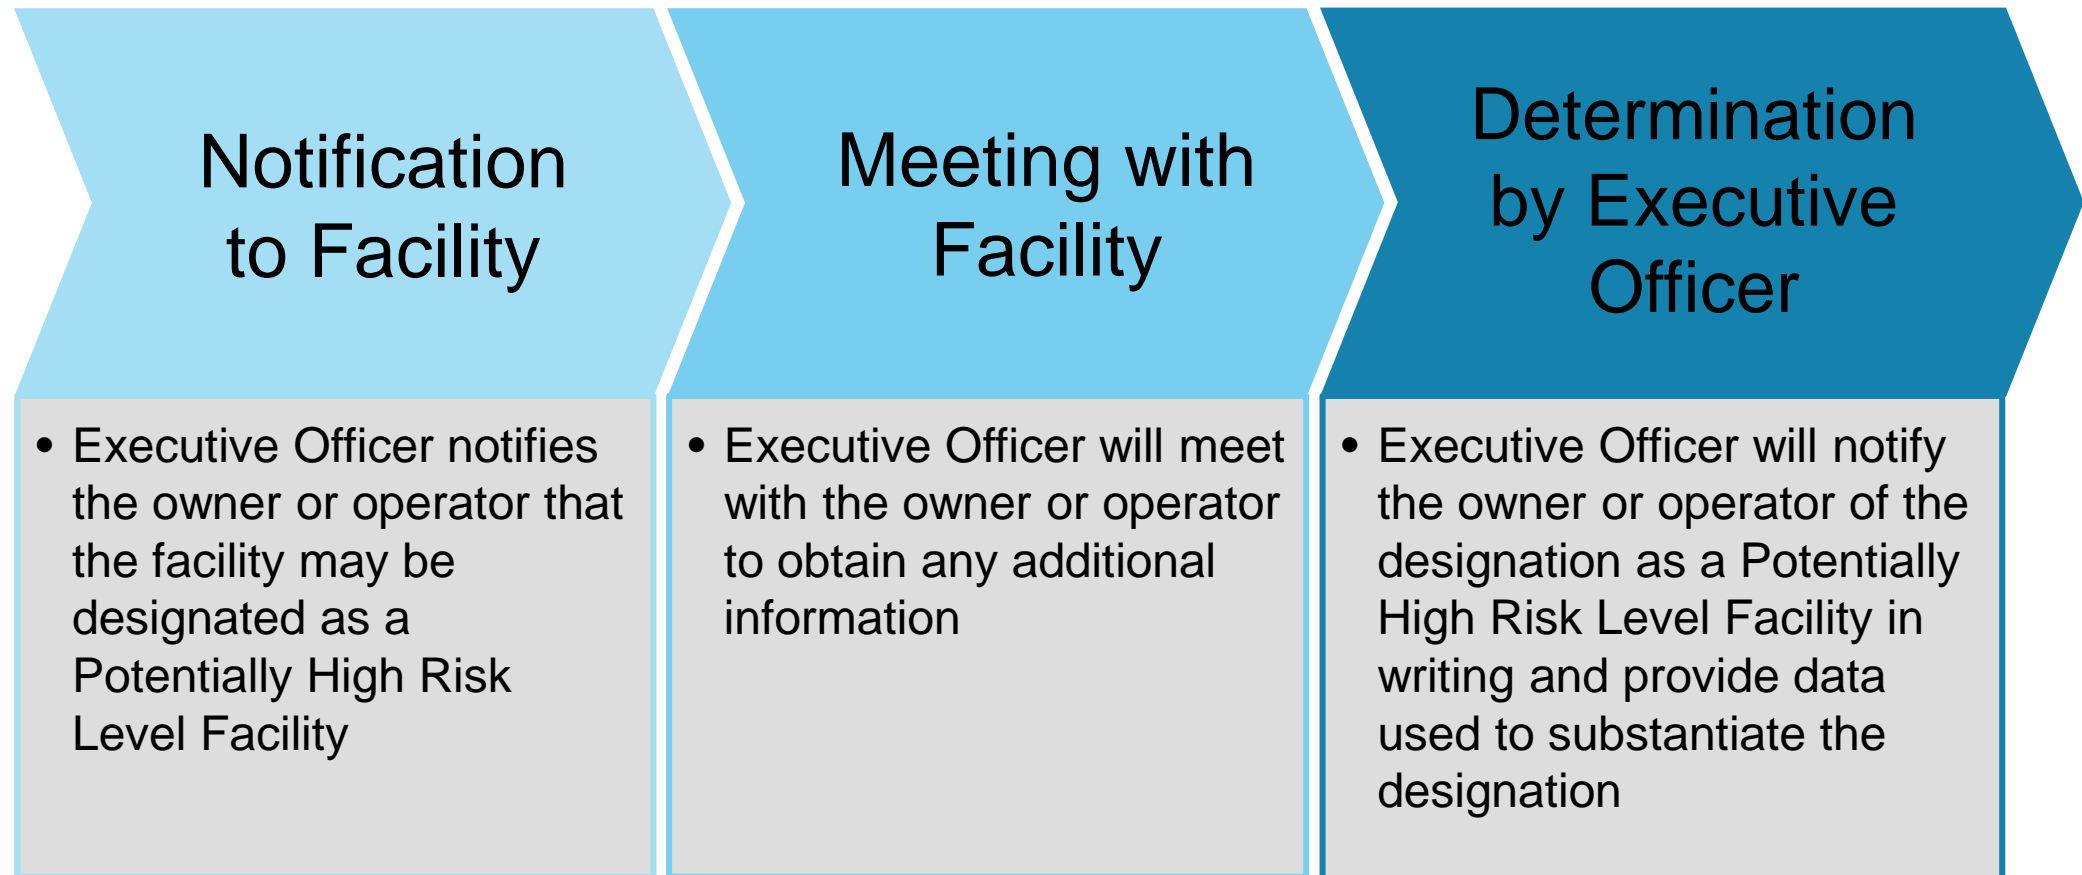 Notification
to Facility
• Executive Officer notifies
the owner or operator that
the facility may be
designated as a
Potentially High Risk
Level Facility
Meeting with
Facility
• Executive Officer will meet
with the owner or operator
to obtain any additional
information
Determination
by Executive
Officer
• Executive Officer will notify
the owner or operator of the
designation as a Potentially
High Risk Level Facility in
writing and provide data
used to substantiate the
designation